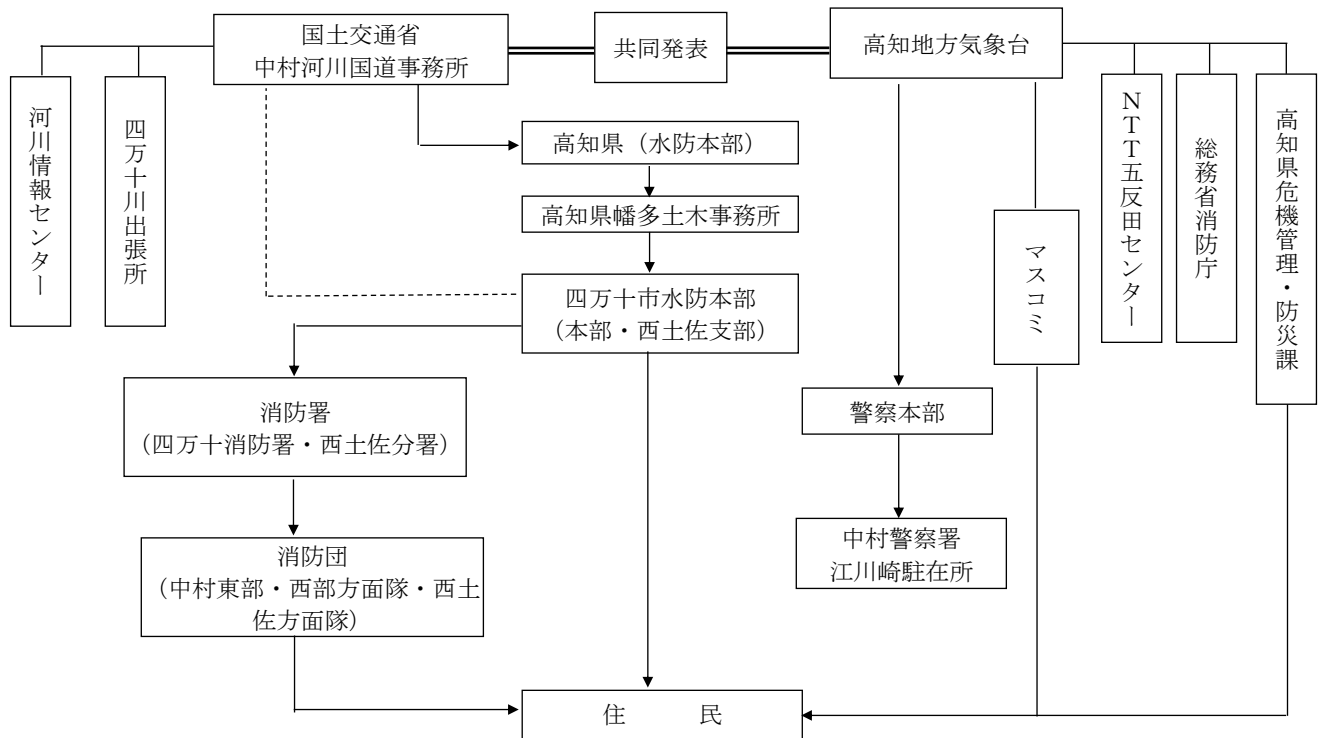 国土交通省
中村河川国道事務所
共同発表
高知地方気象台
河川情報センター
四万十川出張所
高知県（水防本部）
高知県幡多土木事務所
四万十市水防本部
（本部・西土佐支部）
マスコミ
ＮＴＴ五反田センター
総務省消防庁
高知県危機管理・防災課
消防署
（四万十消防署・西土佐分署）
警察本部
消防団
（中村東部・西部方面隊・西土
佐方面隊）
中村警察署
江川崎駐在所
住　　民